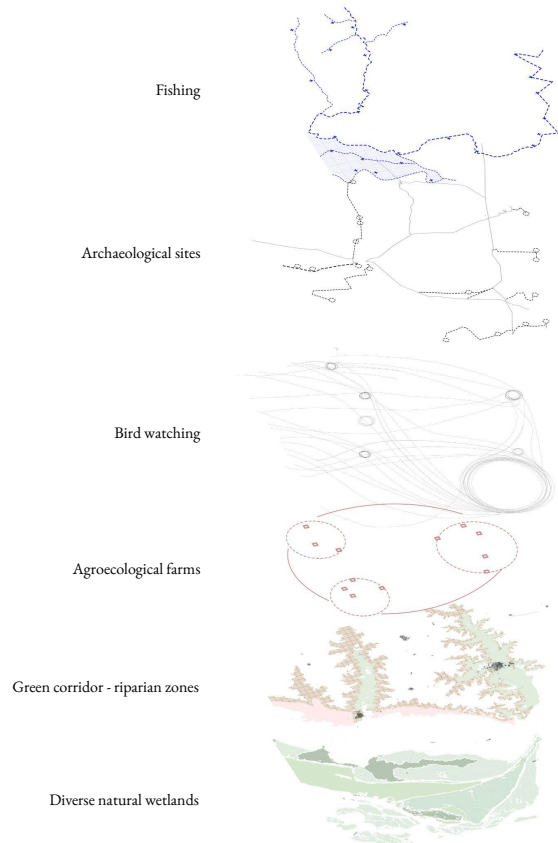 Fishing
Archaeological sites
Bird watching
Agroecological farms
Green corridor - riparian zones
Diverse natural wetlands